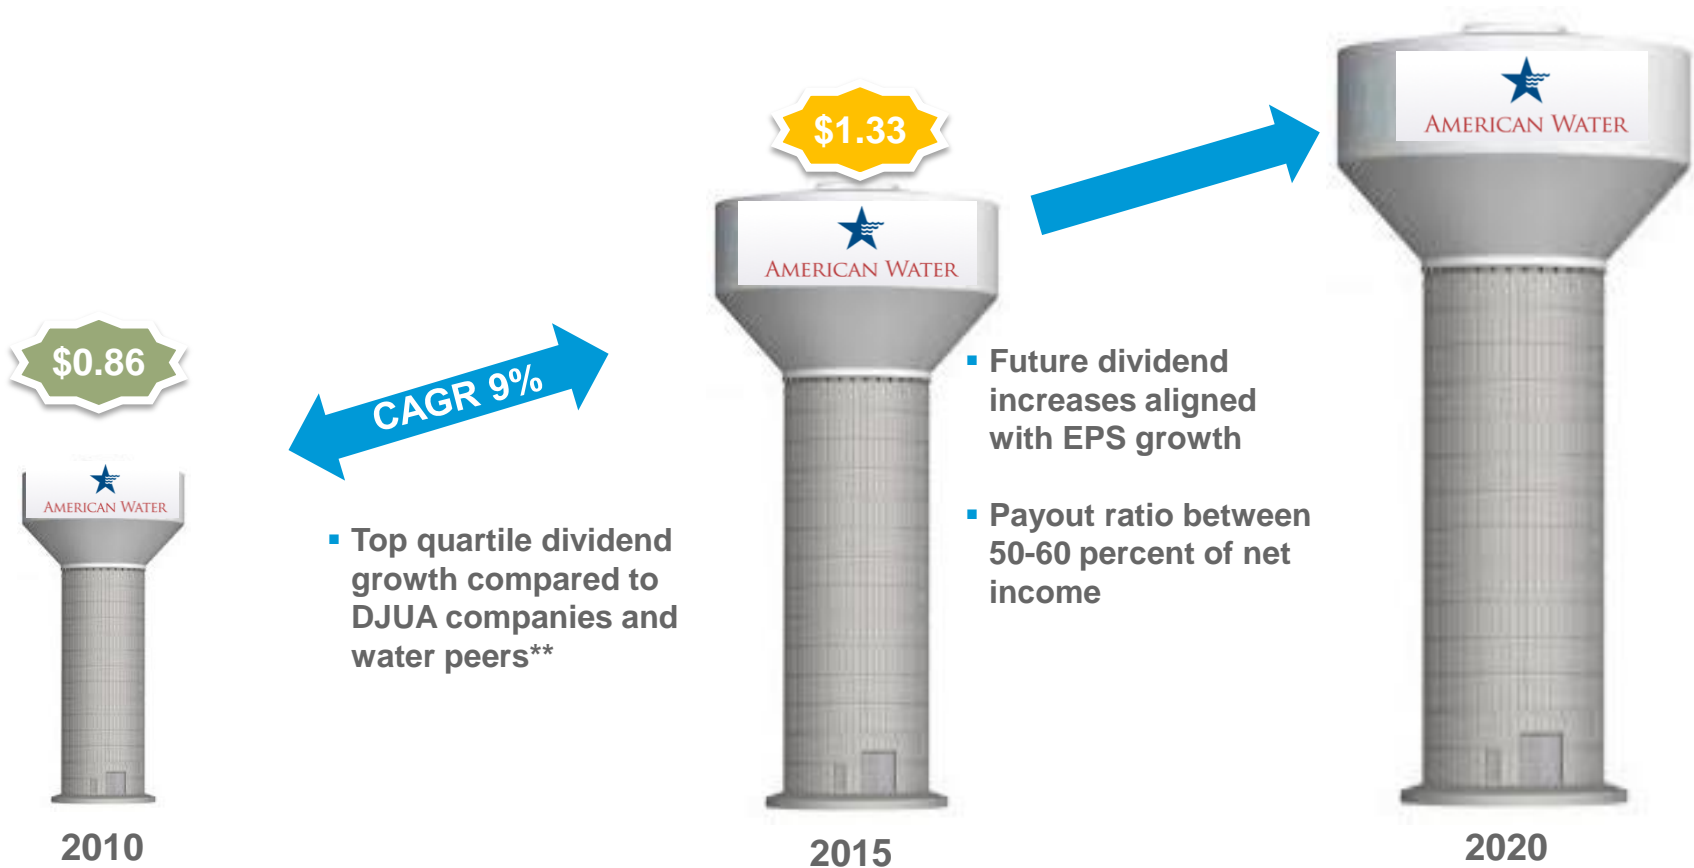 $0.86
AMERICAN WATER
2010
CAGR 9%
▪ Top quartile dividend
growth compared to
DJUA companies and
water peers**
$1.33
AMERICAN WATER
2015
▪ Future dividend
increases aligned
with EPS growth
▪ Payout ratio between
50-60 percent of net
income
AMERICAN WATER
2020